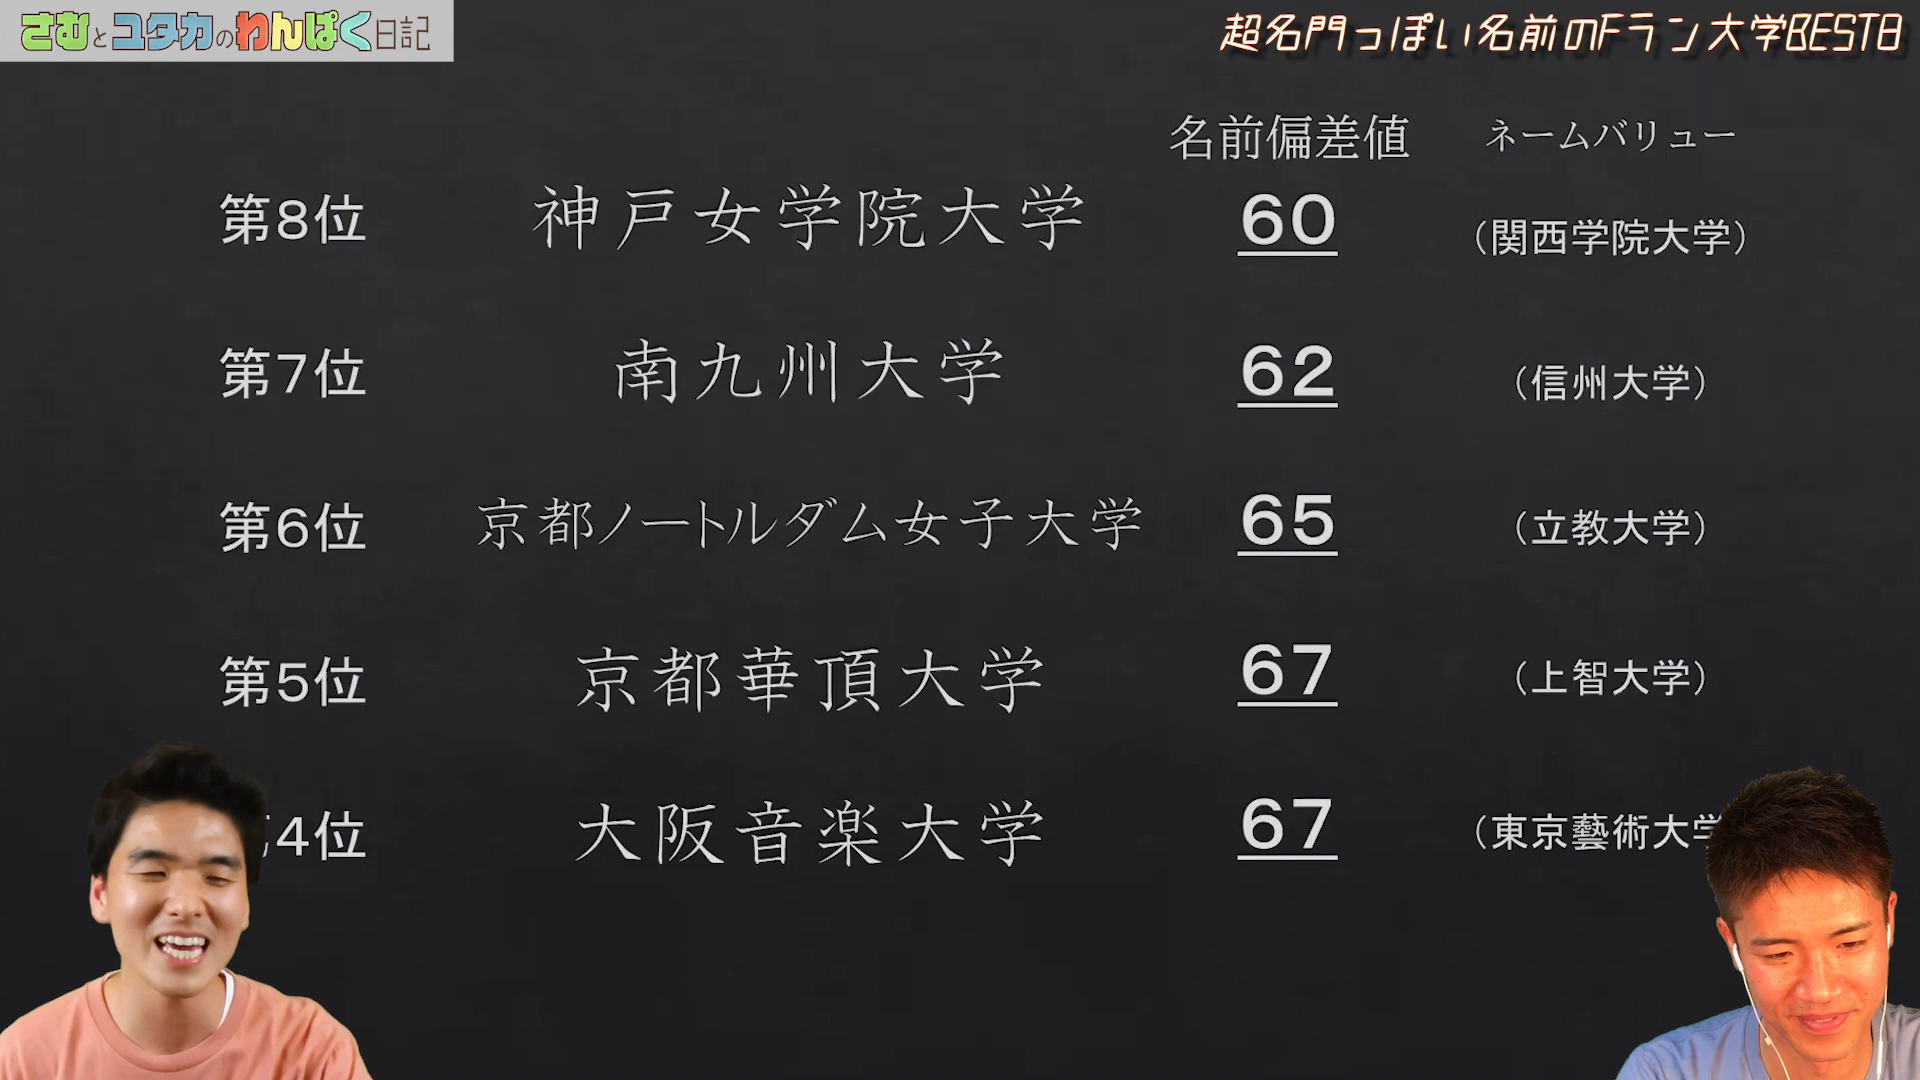 さむとユタカのわんぱく日記
超名門っぽい名前のFラン大学BEST8
名前偏差値 ネームバリュー
第8位 神戸女学院大学 60 (関西学院大学)
第7位 南九州大学 62 (信州大学)
第6位 京都ノートルダム女子大学 65 (立教大学)
第5位 京都華頂大学 67 (上智大学)
4位 大阪音楽大学 67 (東京藝術大学